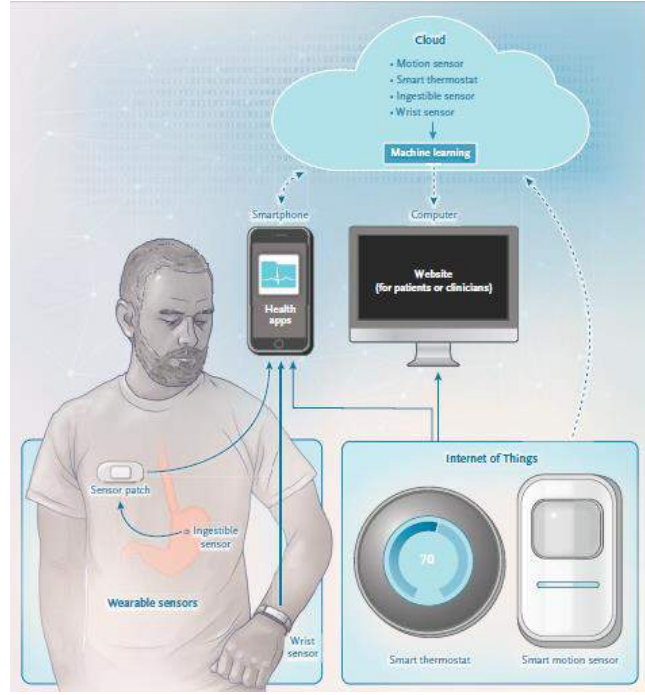 Cloud
• Motion sensor
• Smart thermostat
• Ingestible sensor
• Wrist sensor
Machine learning
Smartphone
Computer
Health
apps
Website
(for patients or clinicians)
Internet of Things
Sensor patch
Ingestible
sensor
70
Wearable sensors
Wrist
sensor
Smart thermostat
Smart motion sensor